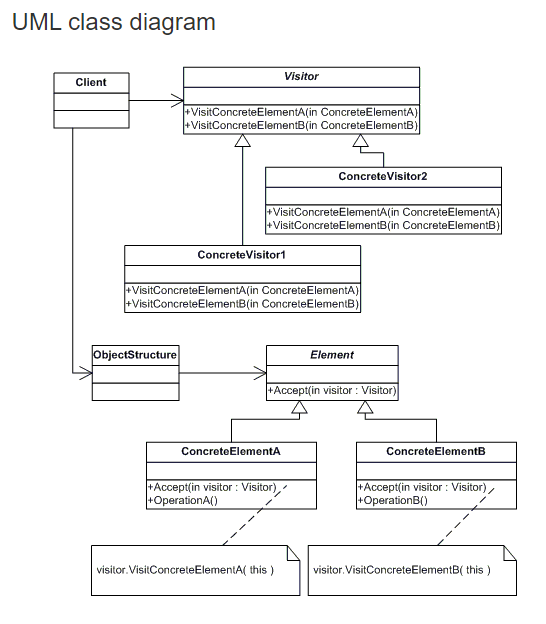 UML class diagram
Client
Visitor
+VisitConcreteElementA(in ConcreteElementA)
+VisitConcreteElementB(in ConcreteElementB)
ConcreteVisitor2
+VisitConcreteElementA(in ConcreteElementA)
+VisitConcreteElementB(in ConcreteElementB)
ConcreteVisitor1
+VisitConcreteElementA(in ConcreteElementA)
+VisitConcreteElementB(in ConcreteElementB)
ObjectStructure
Element
+Accept(in visitor : Visitor)
ConcreteElementA
+Accept(in visitor : Visitor)
+OperationA()
ConcreteElementB
+Accept(in visitor : Visitor)
+OperationB()
visitor.VisitConcreteElementA( this )
visitor.VisitConcreteElementB( this )